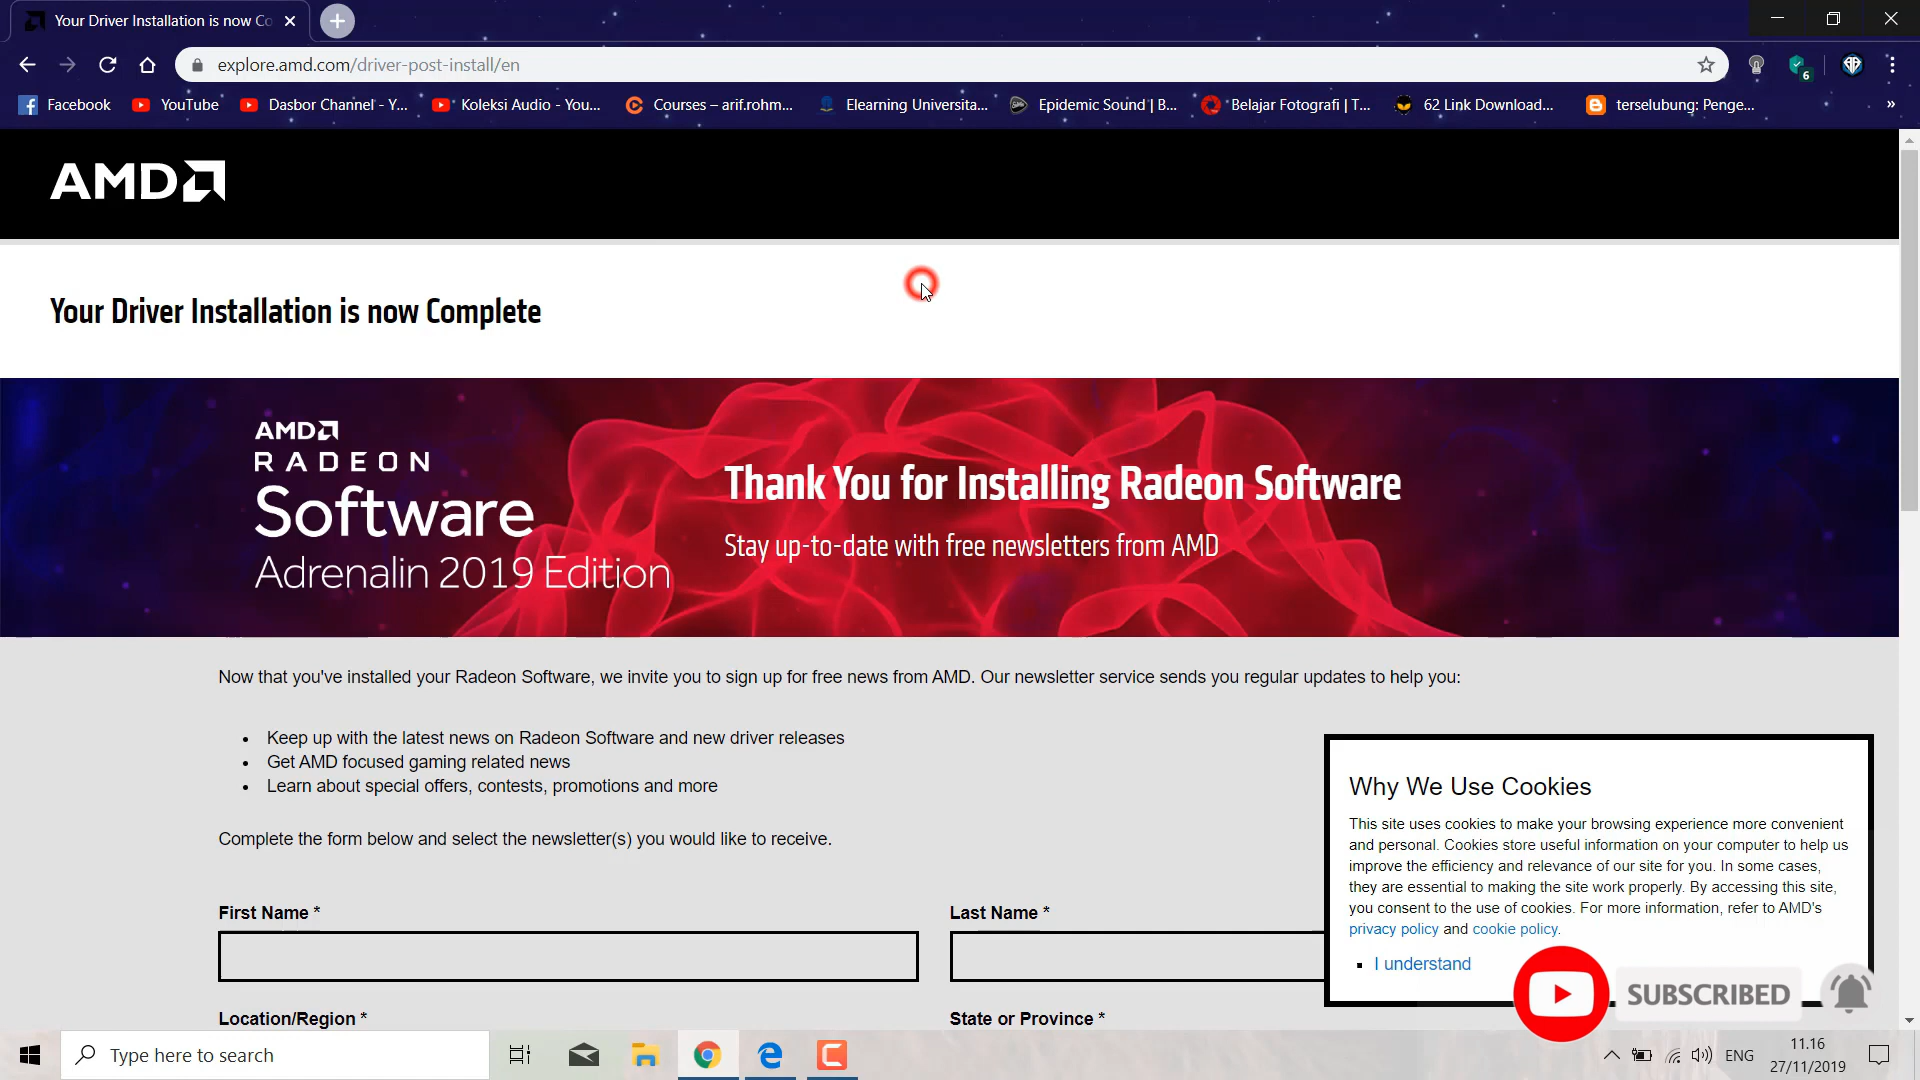 Your Driver Installation is now Co
explore.amd.com/driver-post-install/en
6
Facebook
YouTube
Dasbor Channel - Y...
Koleksi Audio - You...
Courses – arif.rohm...
Elearning Universita...
Epidemic Sound | B...
Belajar Fotografi | T...
62 Link Download...
terselubung: Penge...
»
AMD
Your Driver Installation is now Complete
AMD
RADEON
Software
Adrenalin 2019 Edition
Thank You for Installing Radeon Software
Stay up-to-date with free newsletters from AMD
Now that you've installed your Radeon Software, we invite you to sign up for free news from AMD. Our newsletter service sends you regular updates to help you:
• Keep up with the latest news on Radeon Software and new driver releases
• Get AMD focused gaming related news
• Learn about special offers, contests, promotions and more
Complete the form below and select the newsletter(s) you would like to receive.
First Name *
Last Name *
Location/Region *
State or Province *
Why We Use Cookies
This site uses cookies to make your browsing experience more convenient
and personal. Cookies store useful information on your computer to help us
improve the efficiency and relevance of our site for you. In some cases,
they are essential to making the site work properly. By accessing this site,
you consent to the use of cookies. For more information, refer to AMD's
privacy policy and cookie policy.
I understand
SUBSCRIBED
Type here to search
ENG
11.16
27/11/2019